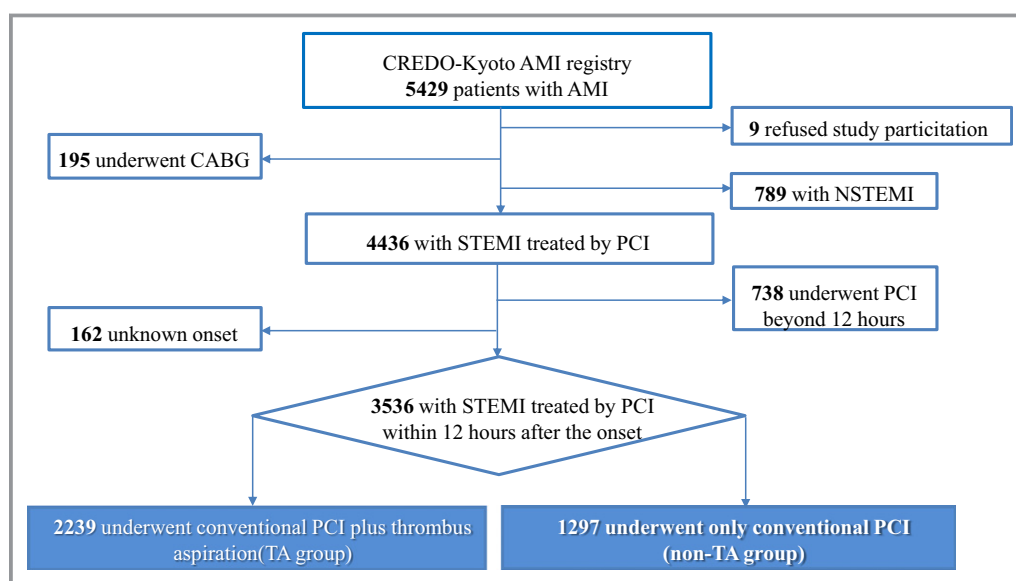 CREDO-Kyoto AMI registry
5429 patients with AMI
9 refused study particitation
195 underwent CABG
789 with NSTEMI
4436 with STEMI treated by PCI
738 underwent PCI
beyond 12 hours
162 unknown onset
3536 with STEMI treated by PCI
within 12 hours after the onset
2239 underwent conventional PCI plus thrombus
aspiration(TA group)
1297 underwent only conventional PCI
(non-TA group)